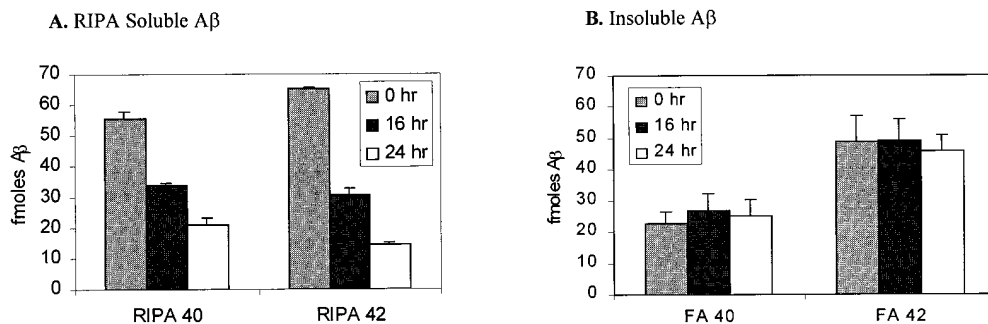 A. RIPA Soluble Aβ
70
60
50
40
30
20
10
0
fmoles Aβ
0 hr
16 hr
24 hr
RIPA 40
RIPA 42
B. Insoluble Aβ
70
60
50
40
30
20
10
0
fmoles Aβ
0 hr
16 hr
24 hr
FA 40
FA 42